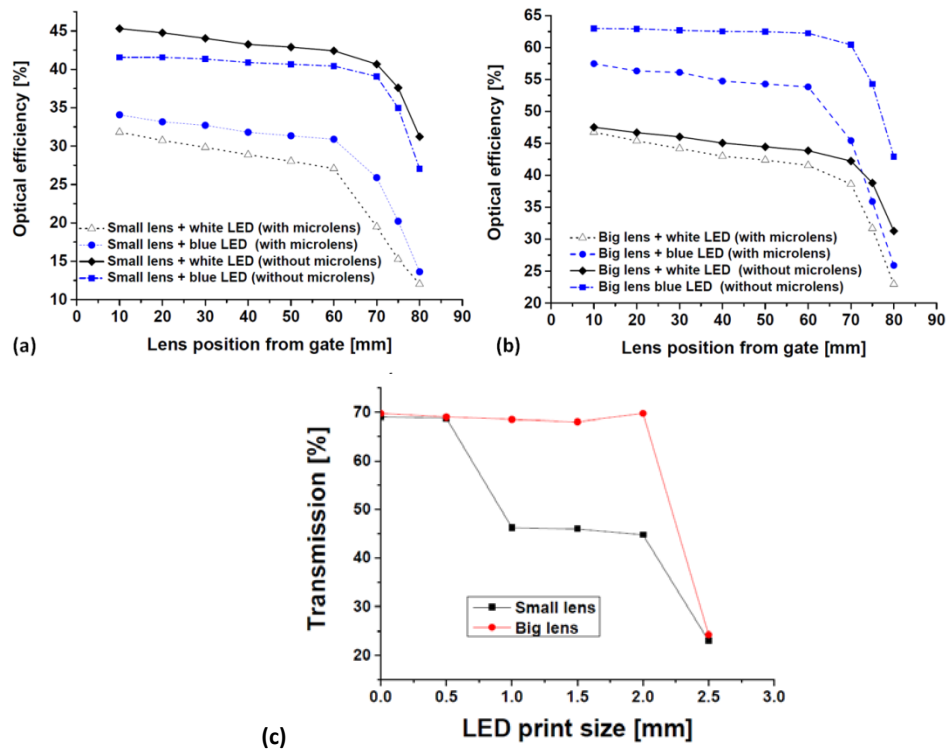 Optical efficiency [%]
45
40
35
30
25
20
15
10
Small lens + white LED (with microlens)
Small lens + blue LED (with microlens)
Small lens + white LED (without microlens)
Small lens + blue LED (without microlens)
0 10 20 30 40 50 60 70 80 90
(a)
Lens position from gate [mm]
Optical efficiency [%]
65
60
55
50
45
40
35
30
25
20
Big lens + white LED (with microlens)
Big lens + blue LED (with microlens)
Big lens + white LED (without microlens)
Big lens blue LED (without microlens)
0 10 20 30 40 50 60 70 80 90
(b)
Lens position from gate [mm]
Transmission [%]
70
60
50
40
30
20
Small lens
Big lens
0.0 0.5 1.0 1.5 2.0 2.5 3.0
(c)
LED print size [mm]